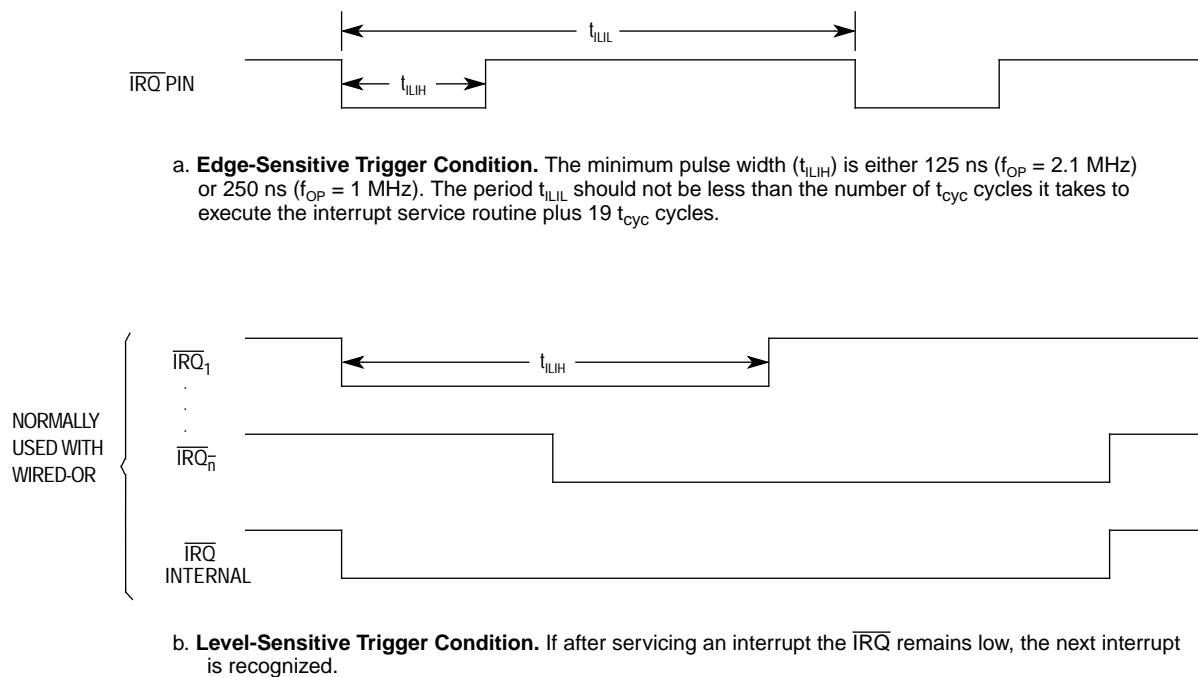 t_ILIL
IRQ PIN
t_ILIH
a. Edge-Sensitive Trigger Condition. The minimum pulse width (t_ILIH) is either 125 ns (f_OP = 2.1 MHz)
or 250 ns (f_OP = 1 MHz). The period t_ILIL should not be less than the number of t_cyc cycles it takes to
execute the interrupt service routine plus 19 t_cyc cycles.
IRQ1
t_ILIH
.
.
.
NORMALLY
USED WITH
WIRED-OR
IRQn
IRQ
INTERNAL
b. Level-Sensitive Trigger Condition. If after servicing an interrupt the IRQ remains low, the next interrupt
is recognized.